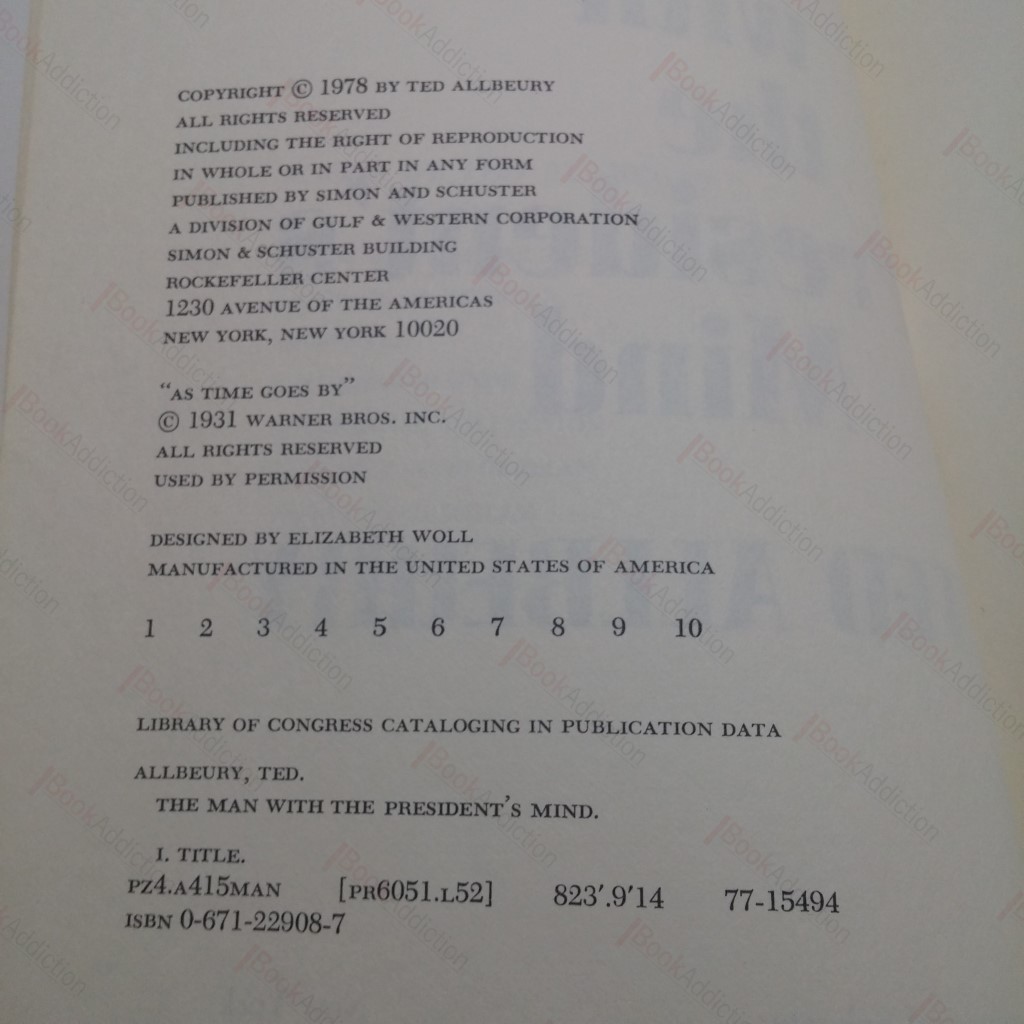 COPYRIGHT © 1978 BY TED ALLBEURY
ALL RIGHTS RESERVED
INCLUDING THE RIGHT OF REPRODUCTION
IN WHOLE OR IN PART IN ANY FORM
PUBLISHED BY SIMON AND SCHUSTER
A DIVISION OF GULF & WESTERN CORPORATION
SIMON & SCHUSTER BUILDING
ROCKEFELLER CENTER
1230 AVENUE OF THE AMERICAS
NEW YORK, NEW YORK 10020
"AS TIME GOES BY"
© 1931 WARNER BROS. INC.
ALL RIGHTS RESERVED
USED BY PERMISSION
DESIGNED BY ELIZABETH WOLL
MANUFACTURED IN THE UNITED STATES OF AMERICA
1 2 3 4 5 6 7 8 9 10
LIBRARY OF CONGRESS CATALOGING IN PUBLICATION DATA
ALLBEURY, TED.
THE MAN WITH THE PRESIDENT'S MIND.
I. TITLE.
PZ4.A415MAN [PR6051.L52] 823'.9'14 77-15494
ISBN 0-671-22908-7
BookAddiction